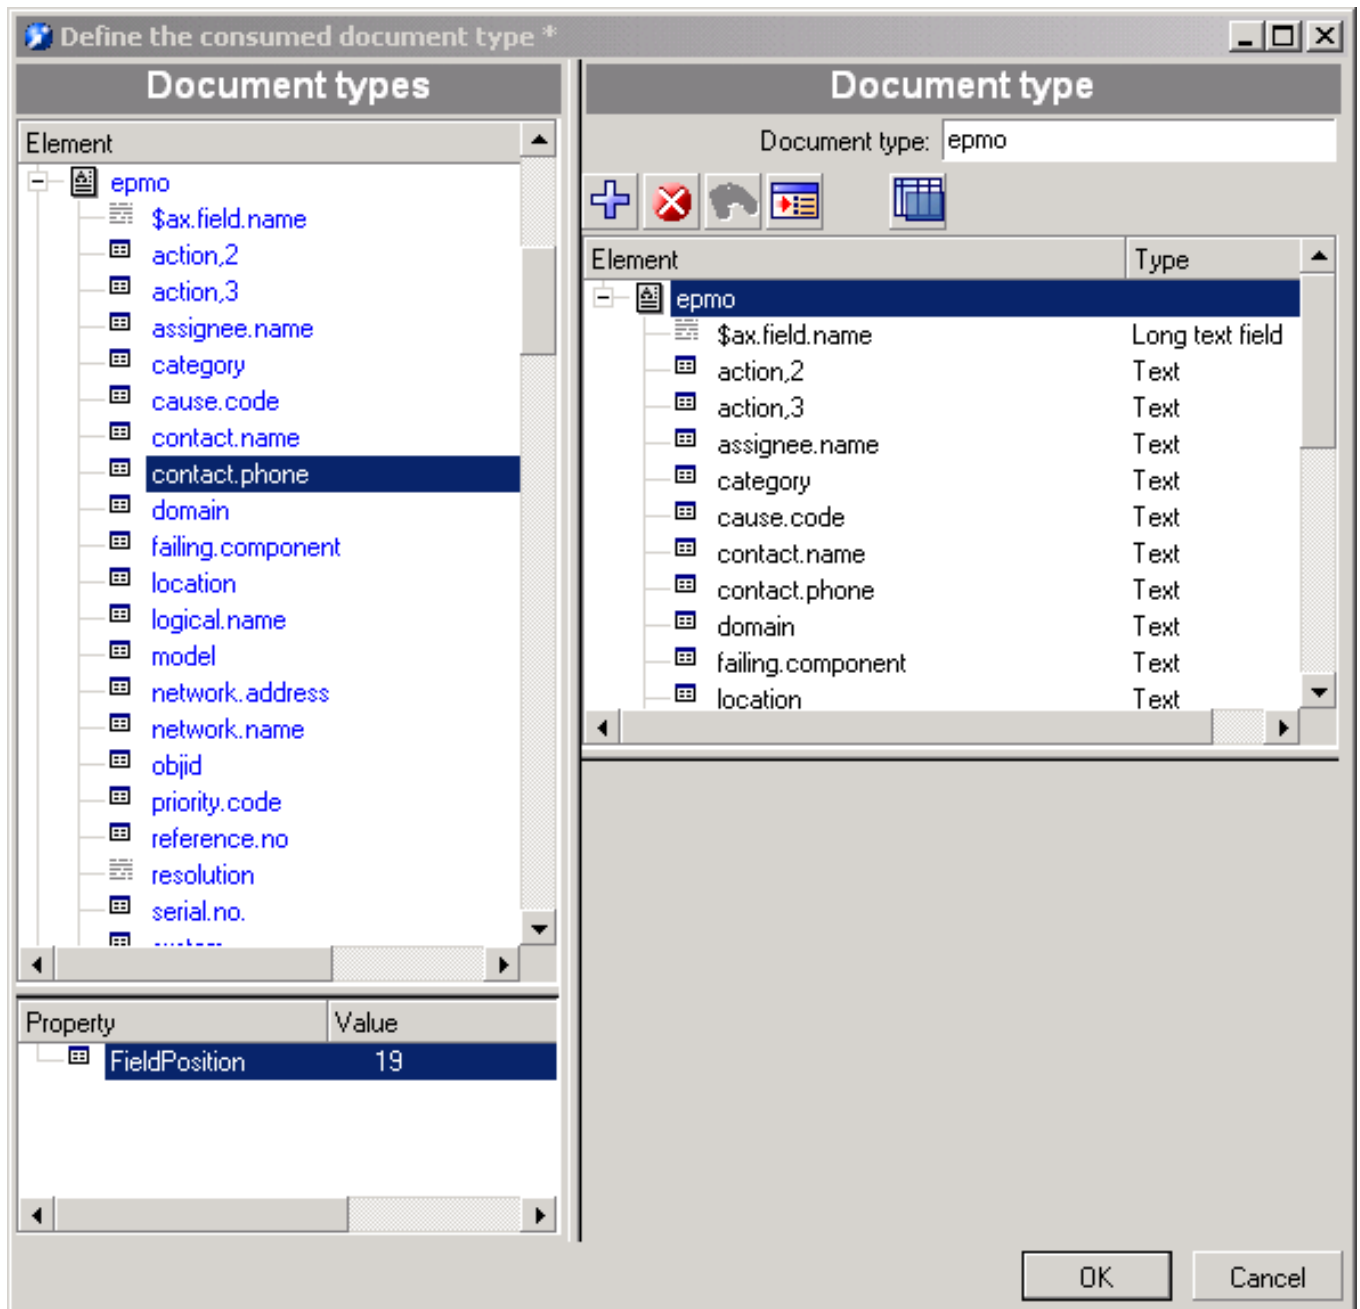 Define the consumed document type *
Document types
Element
epmo
$ax.field.name
action,2
action,3
assignee.name
category
cause.code
contact.name
contact.phone
domain
failing.component
location
logical.name
model
network.address
network.name
objid
priority.code
reference.no
resolution
serial.no.
Property Value
FieldPosition 19
Document type
Document type: epmo
Element Type
epmo
$ax.field.name Long text field
action,2 Text
action,3 Text
assignee.name Text
category Text
cause.code Text
contact.name Text
contact.phone Text
domain Text
failing.component Text
location Text
OK Cancel